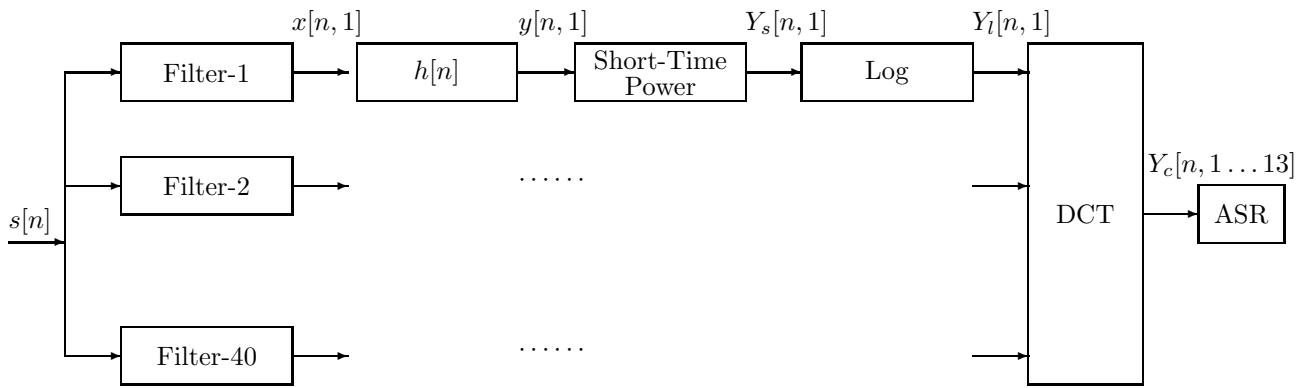 x[n, 1]
y[n, 1]
Y_s[n, 1]
Y_l[n, 1]
Filter-1
h[n]
Short-Time
Power
Log
Filter-2
......
s[n]
DCT
Y_c[n, 1 . . . 13]
ASR
Filter-40
......